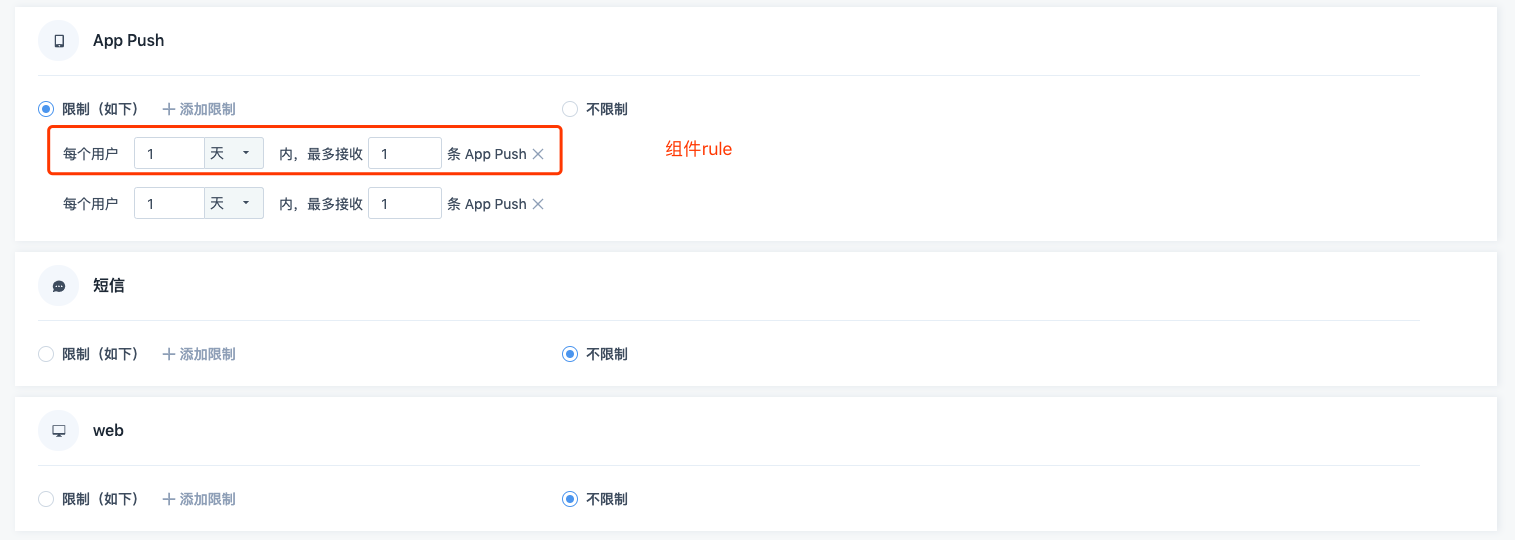 App Push
限制（如下） 添加限制 不限制
每个用户 1 天 内，最多接收 1 条 App Push
组件rule
每个用户 1 天 内，最多接收 1 条 App Push
短信
限制（如下） 添加限制 不限制
web
限制（如下） 添加限制 不限制